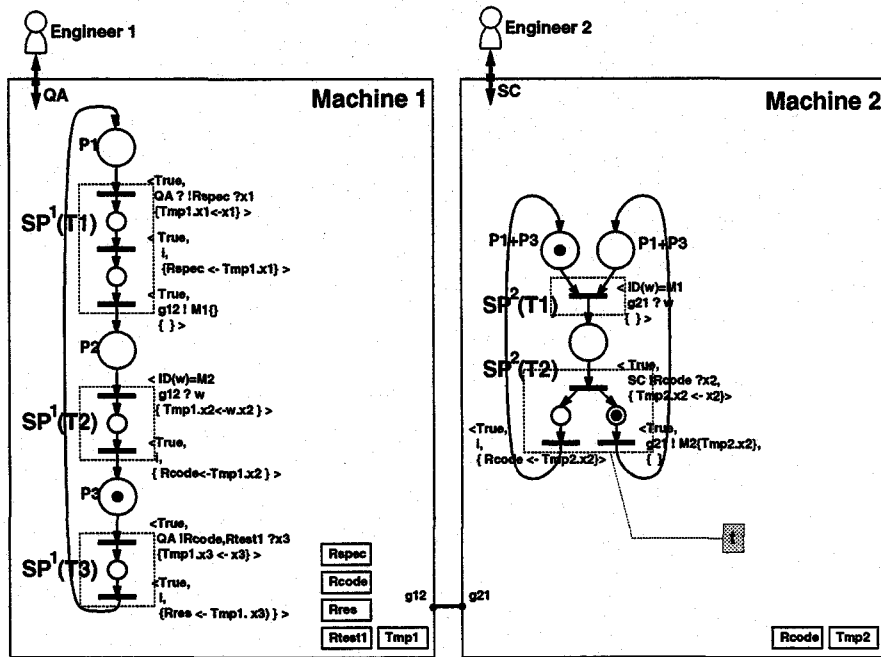 Engineer 1
QA
Machine 1
P1
<True,
QA ? !Rspec ?x1
{Tmp1.x1<-x1} >
SP1(T1)
<True,
i,
{Rspec <- Tmp1.x1} >
<True,
g12 ! M1{}
{ } >
P2
< ID(w)=M2
g12 ? w
{ Tmp1.x2<-w.x2 } >
SP1(T2)
<True,
i,
{ Rcode<-Tmp1.x2 } >
P3
<True,
QA !Rcode,Rtest1 ?x3
{Tmp1.x3 <- x3} >
SP1(T3)
<True,
i,
{Rres <- Tmp1. x3) } >
Rspec
Rcode
Rres
Rtest1
Tmp1
g12
g21
Engineer 2
SC
Machine 2
P1+P3
P1+P3
< ID(w)=M1
g21 ? w
{ } >
SP2(T1)
SP2(T2)
<True,
SC !Rcode ?x2,
{ Tmp2.x2 <- x2}>
<True,
i,
{ Rcode <- Tmp2.x2}>
<True,
g21 ! M2{Tmp2.x2},
{ }
t
Rcode
Tmp2